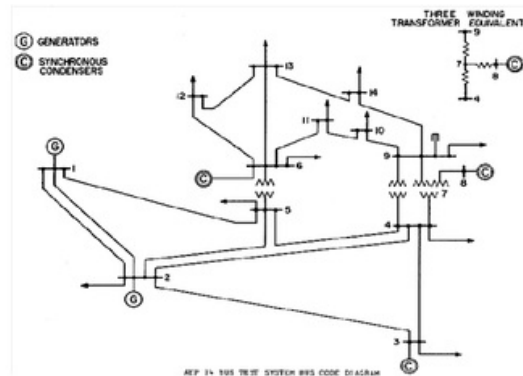 THREE WINDING
TRANSFORMER EQUIVALENT
G GENERATORS
C SYNCHRONOUS
CONDENSERS
9
7
C
8
4
13
14
12
11
10
9
C
6
G
1
8
C
7
5
4
2
G
3
C
AEP 14 BUS TEST SYSTEM BUS CODE DIAGRAM